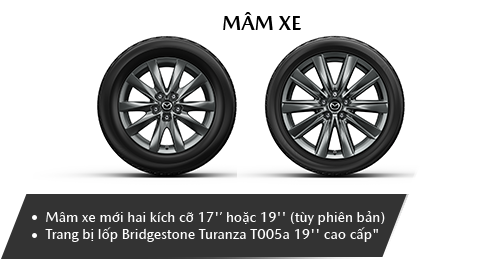 MÂM XE
• Mâm xe mới hai kích cỡ 17'' hoặc 19'' (tùy phiên bản)
• Trang bị lốp Bridgestone Turanza T005a 19'' cao cấp"